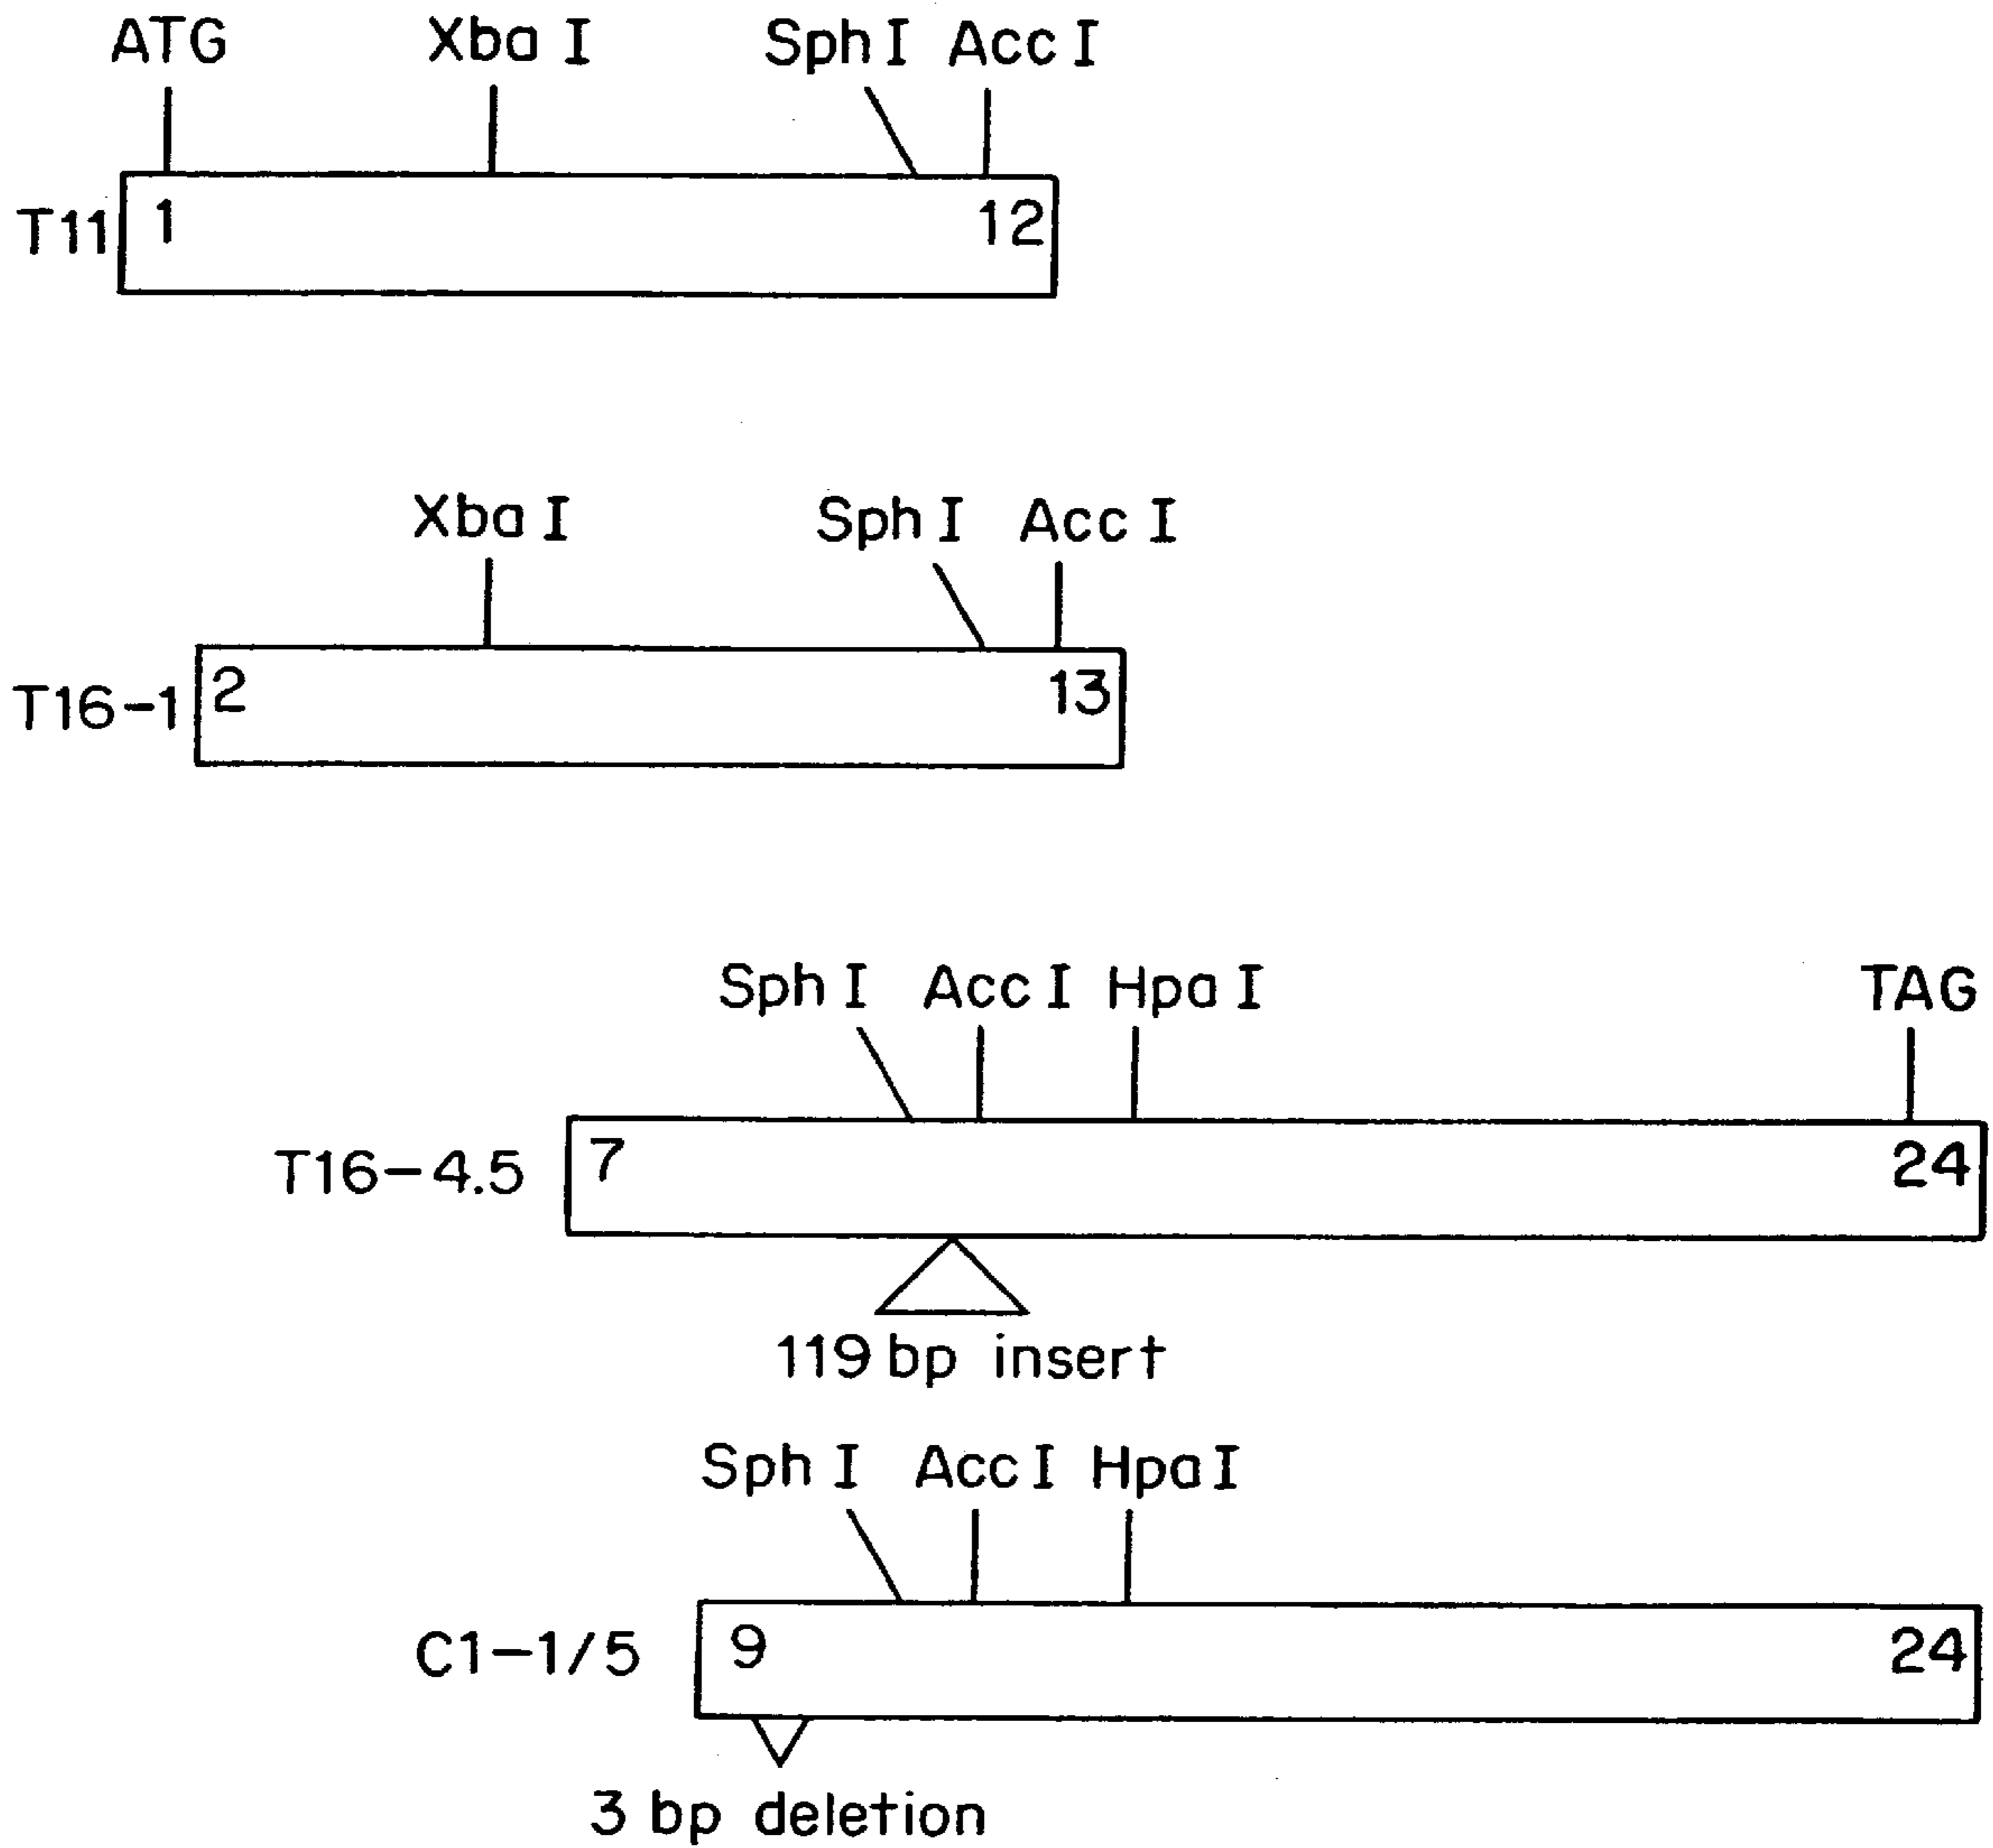 ATG Xba I Sph I Acc I
T11 1 12
Xba I Sph I Acc I
T16-1 2 13
Sph I Acc I Hpa I TAG
T16-4.5 7 24
119 bp insert
Sph I Acc I Hpa I
C1-1/5 9 24
3 bp deletion